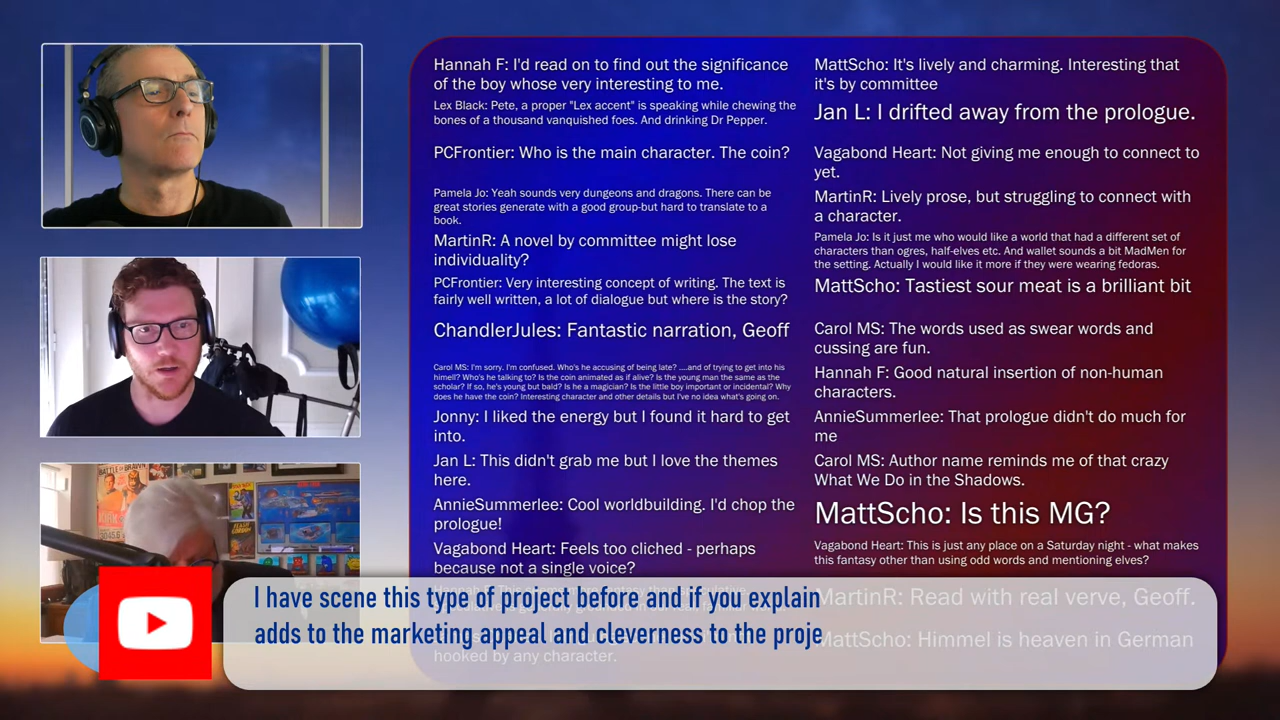 Hannah F: I'd read on to find out the significance
of the boy whose very interesting to me.
Lex Black: Pete, a proper "Lex accent" is speaking while chewing the
bones of a thousand vanquished foes. And drinking Dr Pepper.
PCFrontier: Who is the main character. The coin?
Pamela Jo: Yeah sounds very dungeons and dragons. There can be
great stories generate with a good group-but hard to translate to a
book.
MartinR: A novel by committee might lose
individuality?
PCFrontier: Very interesting concept of writing. The text is
fairly well written, a lot of dialogue but where is the story?
ChandlerJules: Fantastic narration, Geoff
Carol MS: I'm sorry. I'm confused. Who's he accusing of being late? ....and of trying to get into his
himell? Who's he talking to? Is the coin animated as if alive? Is the young man the same as the
scholar? If so, he's young but bald? Is he a magician? Is the little boy important or incidental? Why
does he have the coin? Interesting character and other details but I've no idea what's going on.
Jonny: I liked the energy but I found it hard to get
into.
Jan L: This didn't grab me but I love the themes
here.
AnnieSummerlee: Cool worldbuilding. I'd chop the
prologue!
Vagabond Heart: Feels too cliched - perhaps
because not a single voice?
hooked by any character.
MattScho: It's lively and charming. Interesting that
it's by committee
Jan L: I drifted away from the prologue.
Vagabond Heart: Not giving me enough to connect to
yet.
MartinR: Lively prose, but struggling to connect with
a character.
Pamela Jo: Is it just me who would like a world that had a different set of
characters than ogres, half-elves etc. And wallet sounds a bit MadMen for
the setting. Actually I would like it more if they were wearing fedoras.
MattScho: Tastiest sour meat is a brilliant bit
Carol MS: The words used as swear words and
cussing are fun.
Hannah F: Good natural insertion of non-human
characters.
AnnieSummerlee: That prologue didn't do much for
me
Carol MS: Author name reminds me of that crazy
What We Do in the Shadows.
MattScho: Is this MG?
Vagabond Heart: This is just any place on a Saturday night - what makes
this fantasy other than using odd words and mentioning elves?
MartinR: Read with real verve, Geoff.
MattScho: Himmel is heaven in German
I have scene this type of project before and if you explain
adds to the marketing appeal and cleverness to the proje